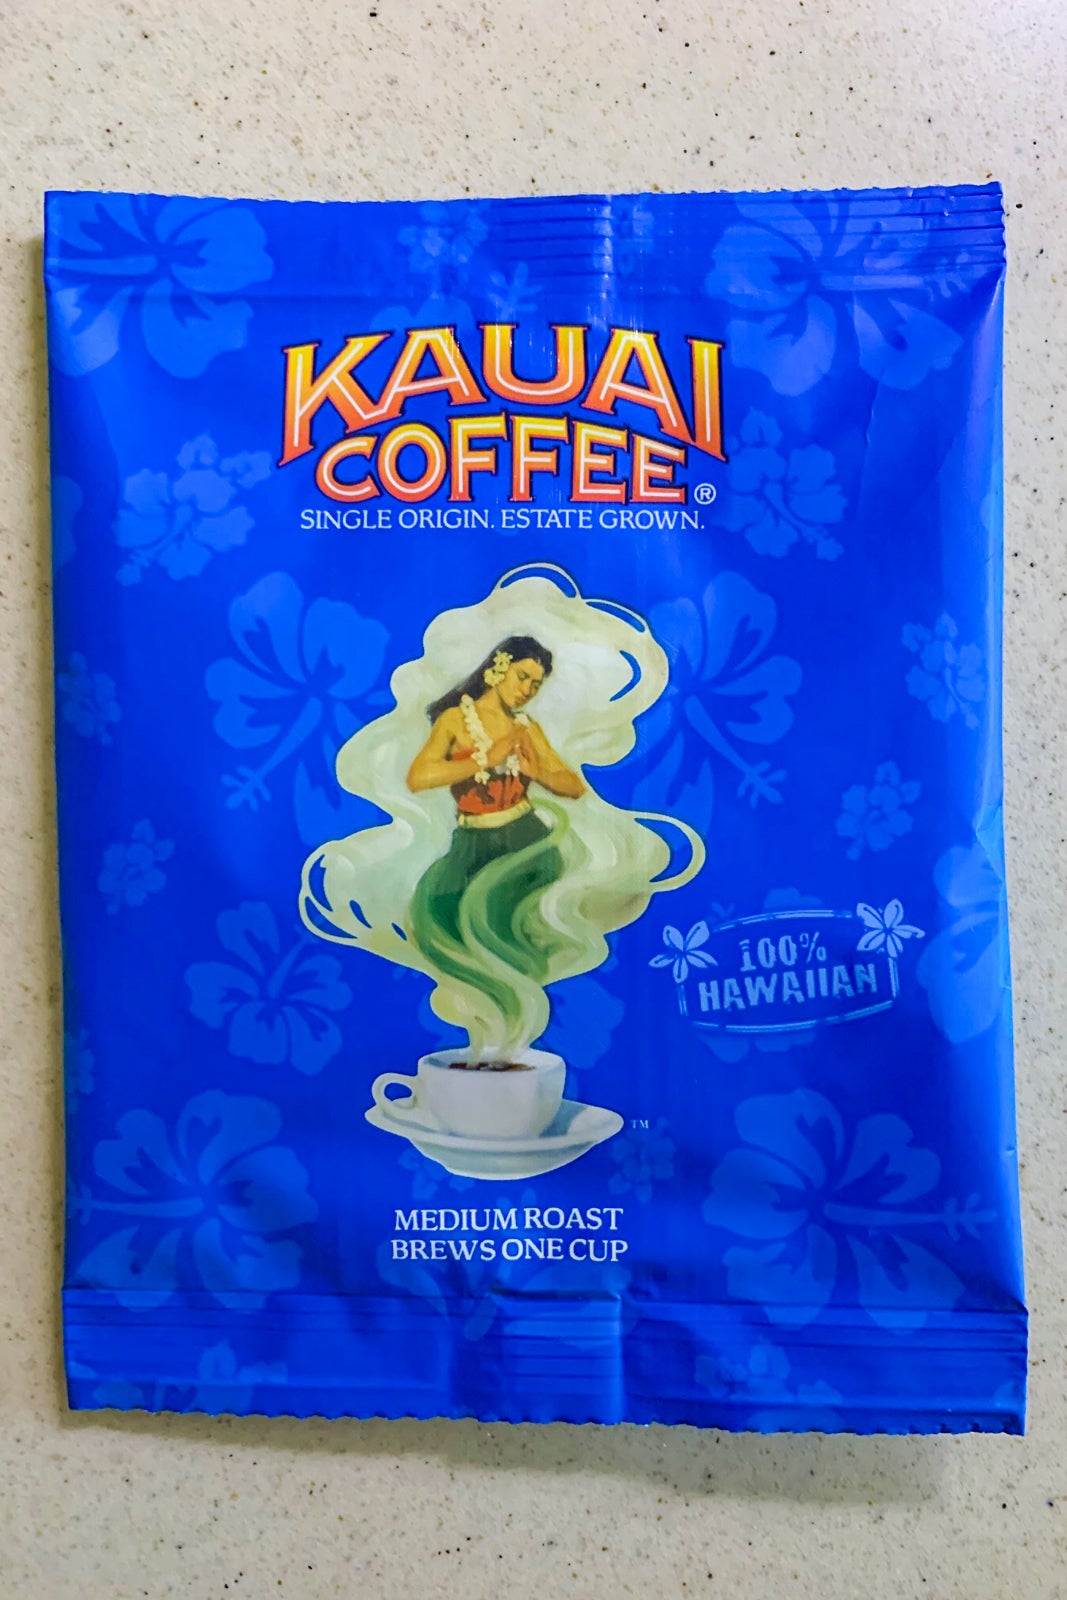 KAUAI
COFFEE®
SINGLE ORIGIN. ESTATE GROWN.
100%
HAWAIIAN
TM
MEDIUM ROAST
BREWS ONE CUP